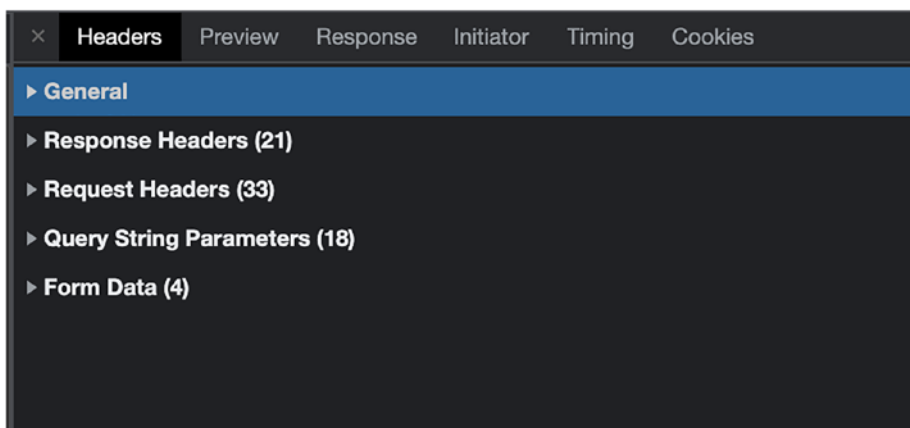 × Headers Preview Response Initiator Timing Cookies
General
Response Headers (21)
Request Headers (33)
Query String Parameters (18)
Form Data (4)